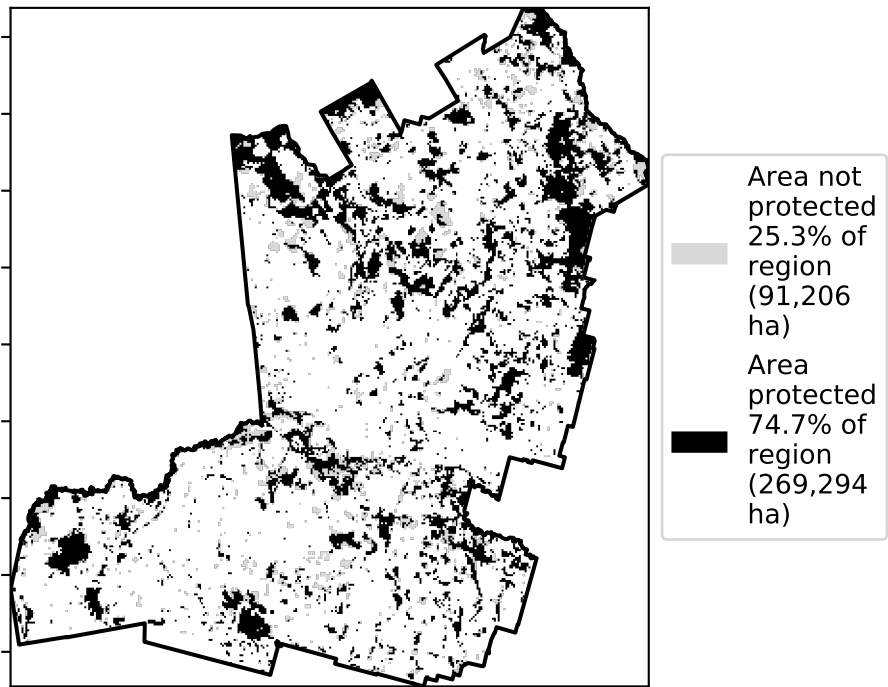 Area not
protected
25.3% of
region
(91,206
ha)
Area
protected
74.7% of
region
(269,294
ha)